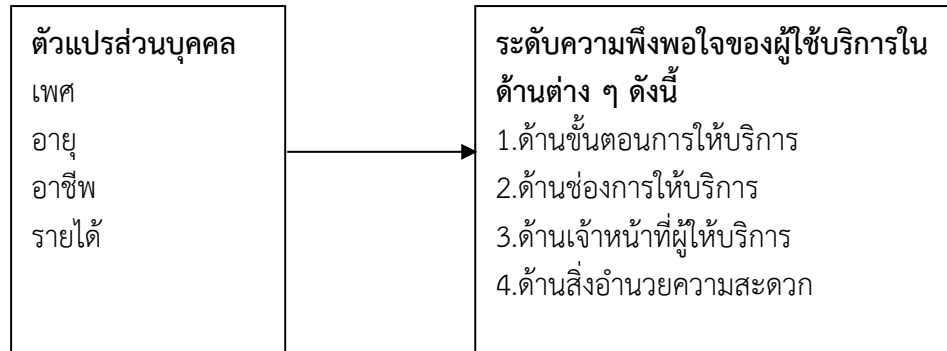 ตัวแปรส่วนบุคคล
เพศ
อายุ
อาชีพ
รายได้
ระดับความพึงพอใจของผู้ใช้บริการใน
ด้านต่าง ๆ ดังนี้
1.ด้านขั้นตอนการให้บริการ
2.ด้านช่องการให้บริการ
3.ด้านเจ้าหน้าที่ผู้ให้บริการ
4.ด้านสิ่งอำนวยความสะดวก